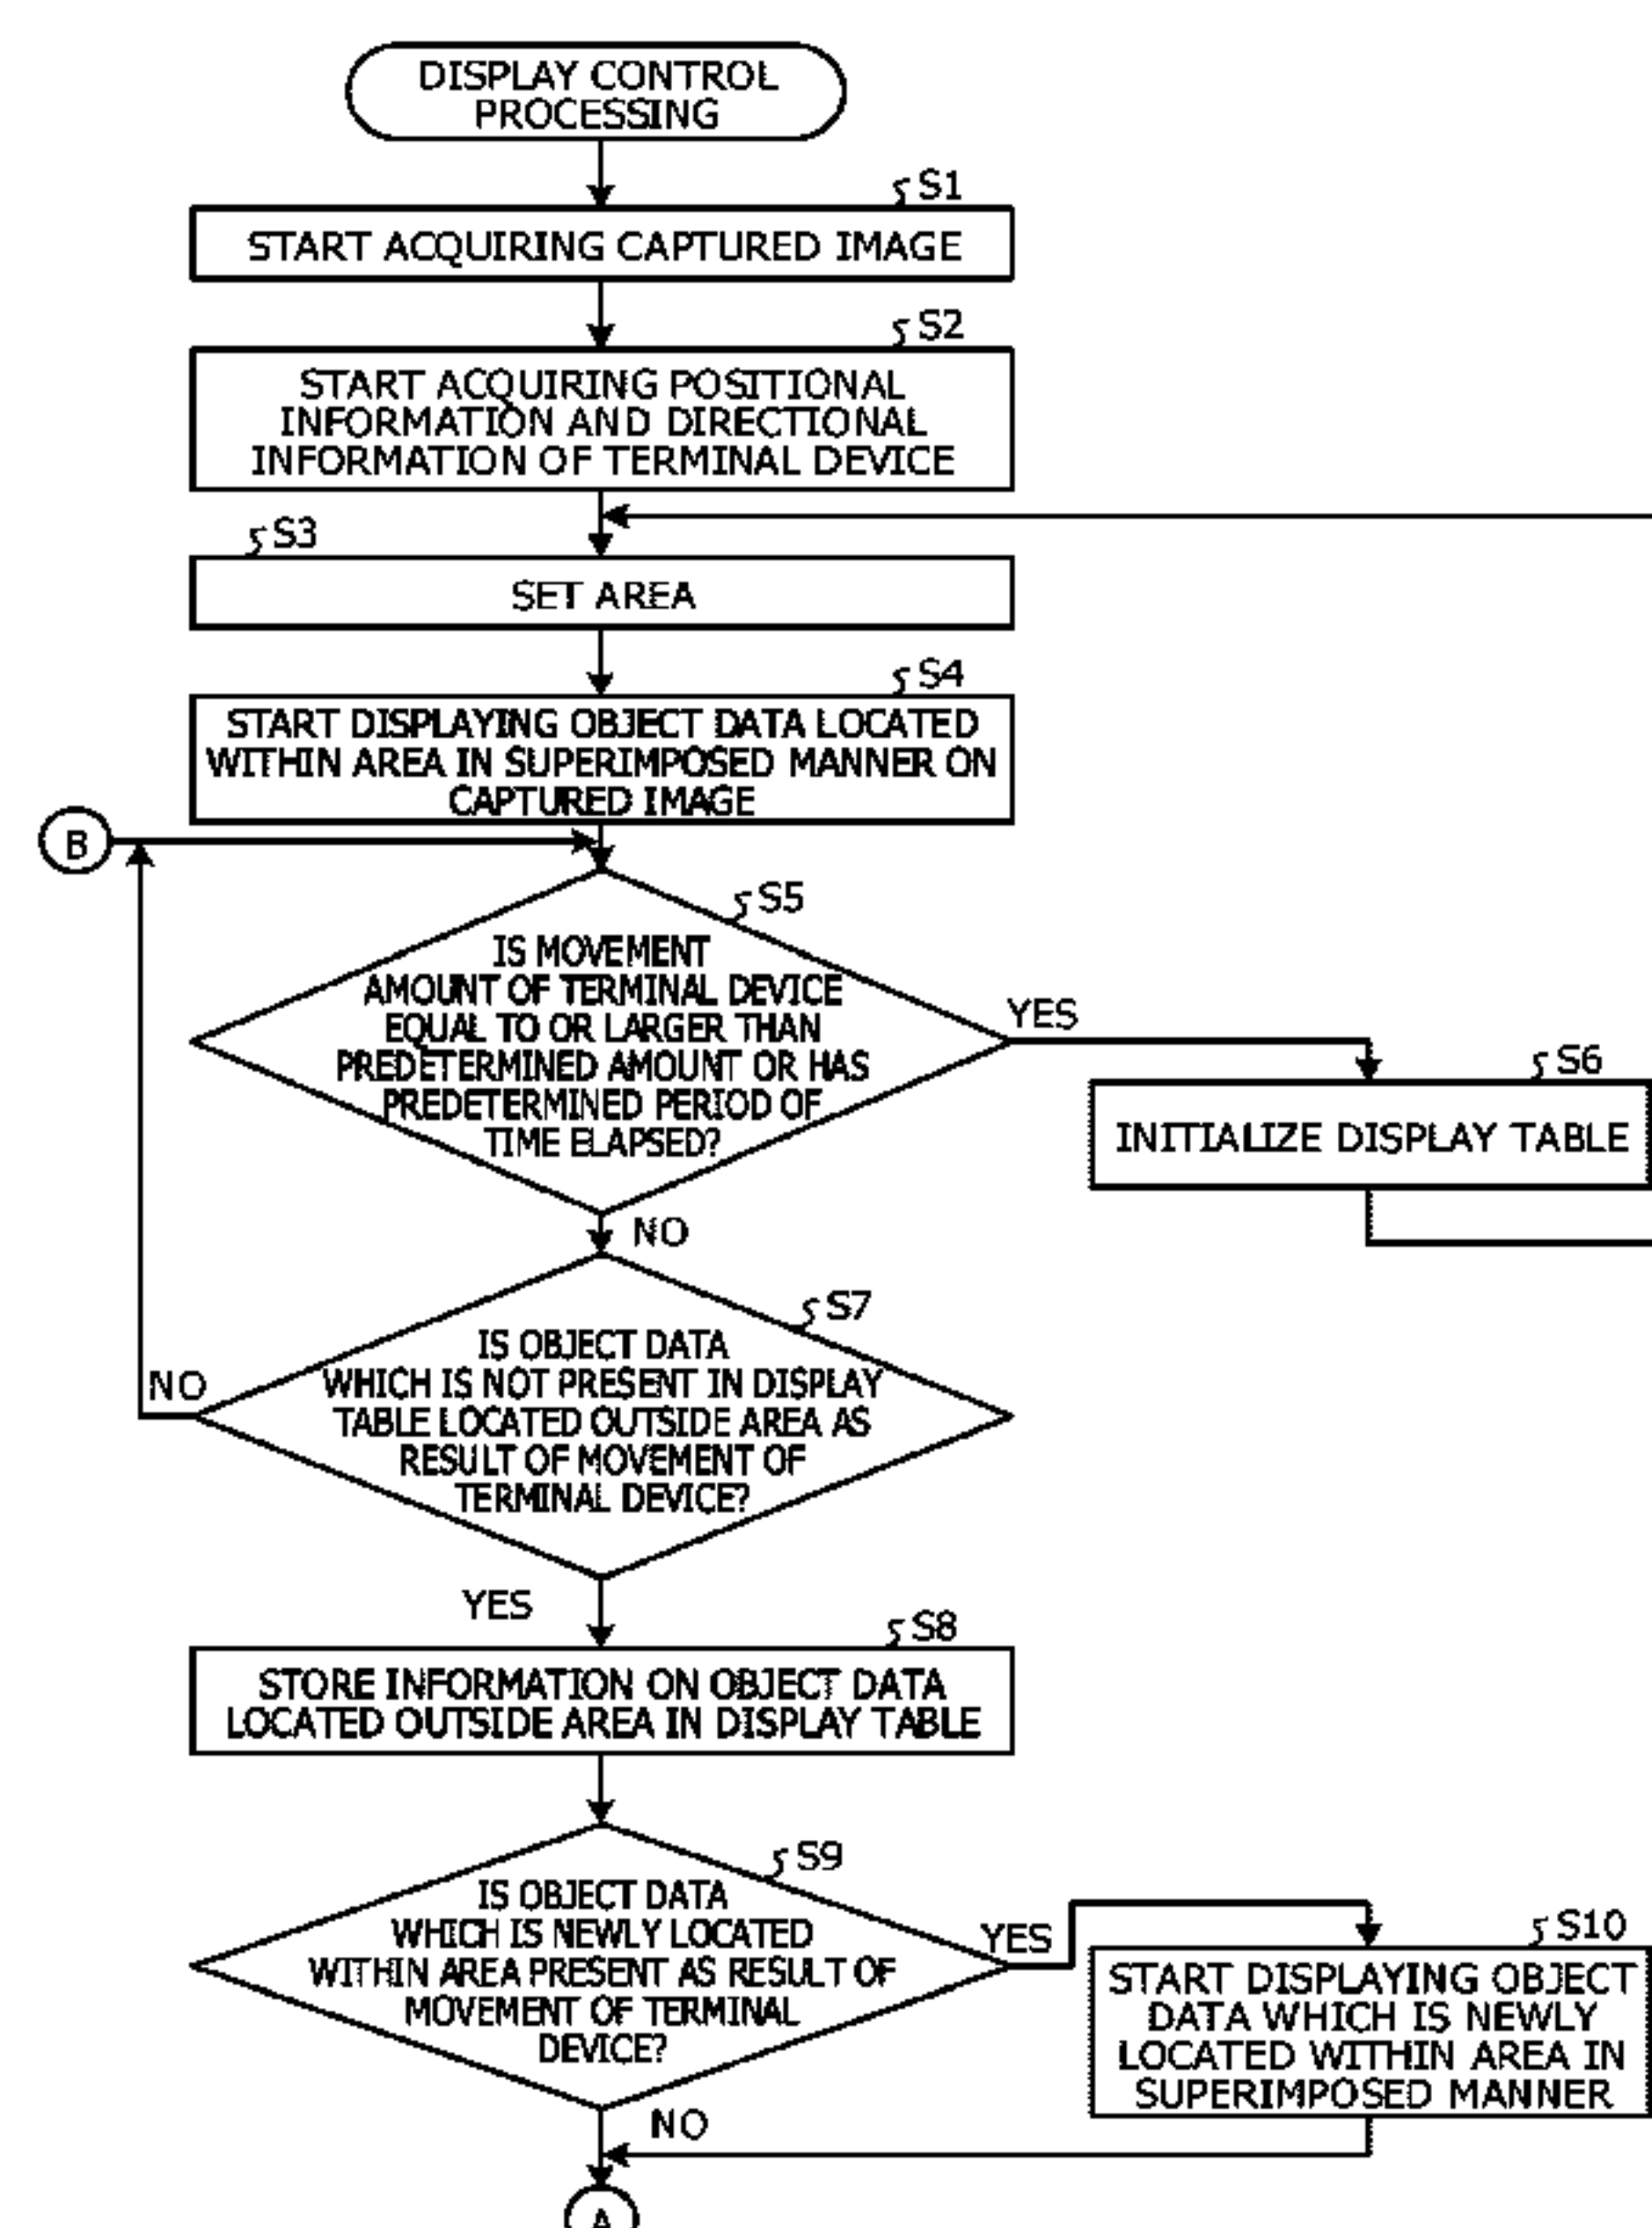 DISPLAY CONTROL
PROCESSING
S1
START ACQUIRING CAPTURED IMAGE
S2
START ACQUIRING POSITIONAL
INFORMATION AND DIRECTIONAL
INFORMATION OF TERMINAL DEVICE
S3
SET AREA
S4
START DISPLAYING OBJECT DATA LOCATED
WITHIN AREA IN SUPERIMPOSED MANNER ON
CAPTURED IMAGE
B
S5
IS MOVEMENT
AMOUNT OF TERMINAL DEVICE
EQUAL TO OR LARGER THAN
PREDETERMINED AMOUNT OR HAS
PREDETERMINED PERIOD OF
TIME ELAPSED?
YES
S6
INITIALIZE DISPLAY TABLE
NO
S7
IS OBJECT DATA
WHICH IS NOT PRESENT IN DISPLAY
TABLE LOCATED OUTSIDE AREA AS
RESULT OF MOVEMENT OF
TERMINAL DEVICE?
NO
YES
S8
STORE INFORMATION ON OBJECT DATA
LOCATED OUTSIDE AREA IN DISPLAY TABLE
S9
IS OBJECT DATA
WHICH IS NEWLY LOCATED
WITHIN AREA PRESENT AS RESULT OF
MOVEMENT OF TERMINAL
DEVICE?
YES
S10
START DISPLAYING OBJECT
DATA WHICH IS NEWLY
LOCATED WITHIN AREA IN
SUPERIMPOSED MANNER
NO
A